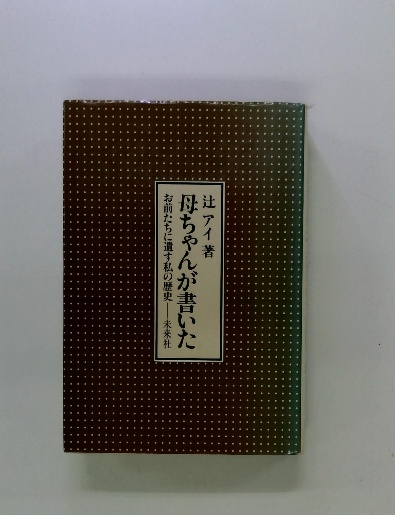 辻 アイ 著
母ちゃんが書いた
お前たちに遺す私の歴史——未来社